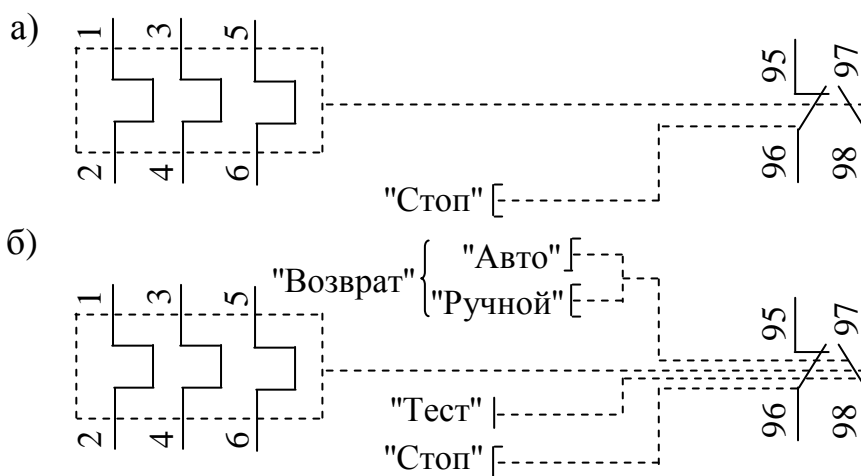 а)
1 3 5
95 97
2 4 6
96 98
"Стоп"
б)
"Возврат" "Авто"
"Ручной"
1 3 5
95 97
"Тест"
2 4 6
96 98
"Стоп"